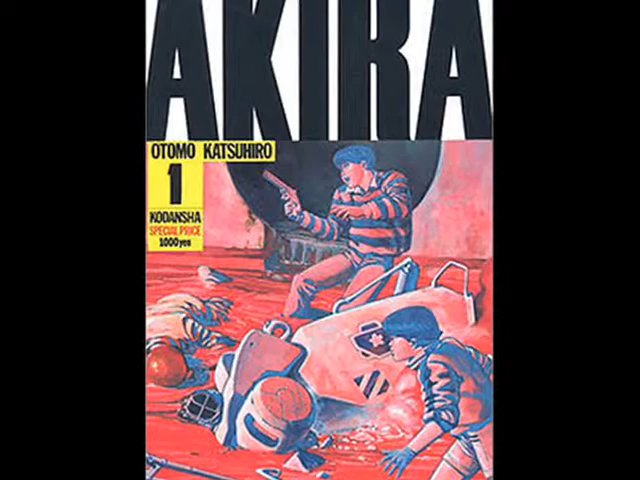 AKIRA
OTOMO KATSUHIRO
1
KODANSHA
SPECIAL PRICE
1000yen